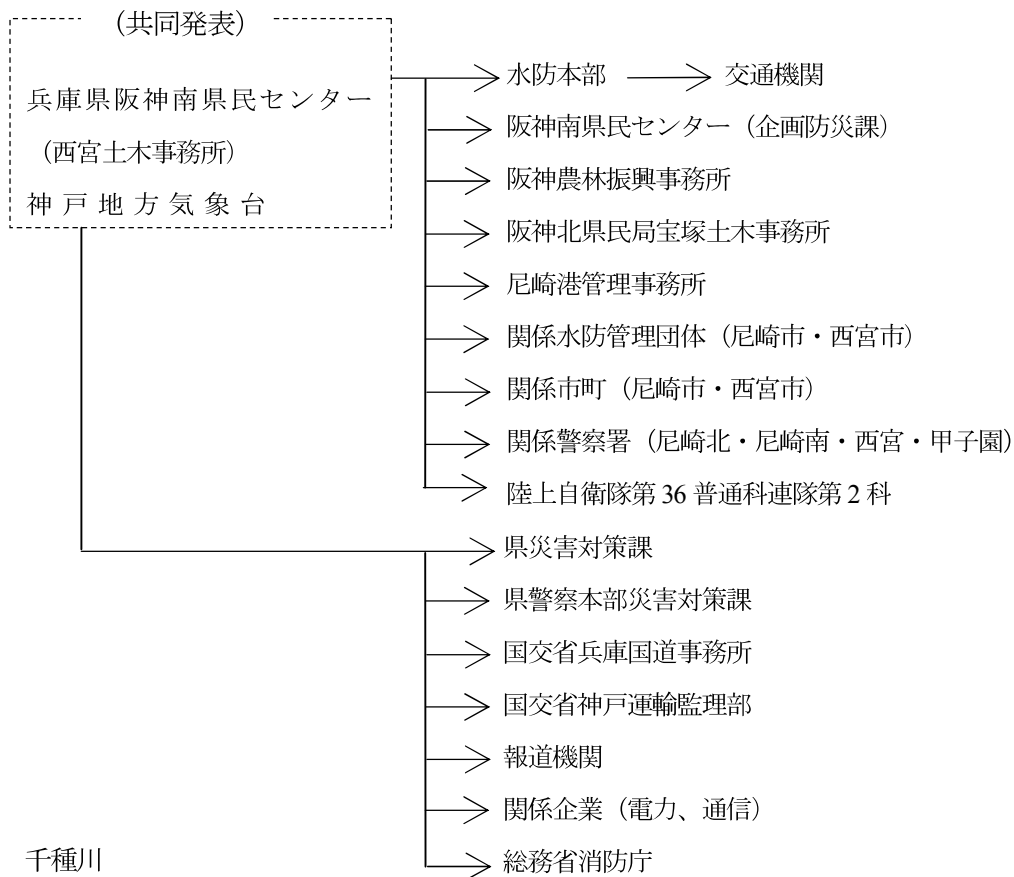 (共同発表)
兵庫県阪神南県民センター
(西宮土木事務所)
神戸地方気象台
水防本部 交通機関
阪神南県民センター(企画防災課)
阪神農林振興事務所
阪神北県民局宝塚土木事務所
尼崎港管理事務所
関係水防管理団体(尼崎市・西宮市)
関係市町(尼崎市・西宮市)
関係警察署(尼崎北・尼崎南・西宮・甲子園)
陸上自衛隊第 36 普通科連隊第 2 科
県災害対策課
県警察本部災害対策課
国交省兵庫国道事務所
国交省神戸運輸監理部
報道機関
関係企業(電力、通信)
総務省消防庁
千種川